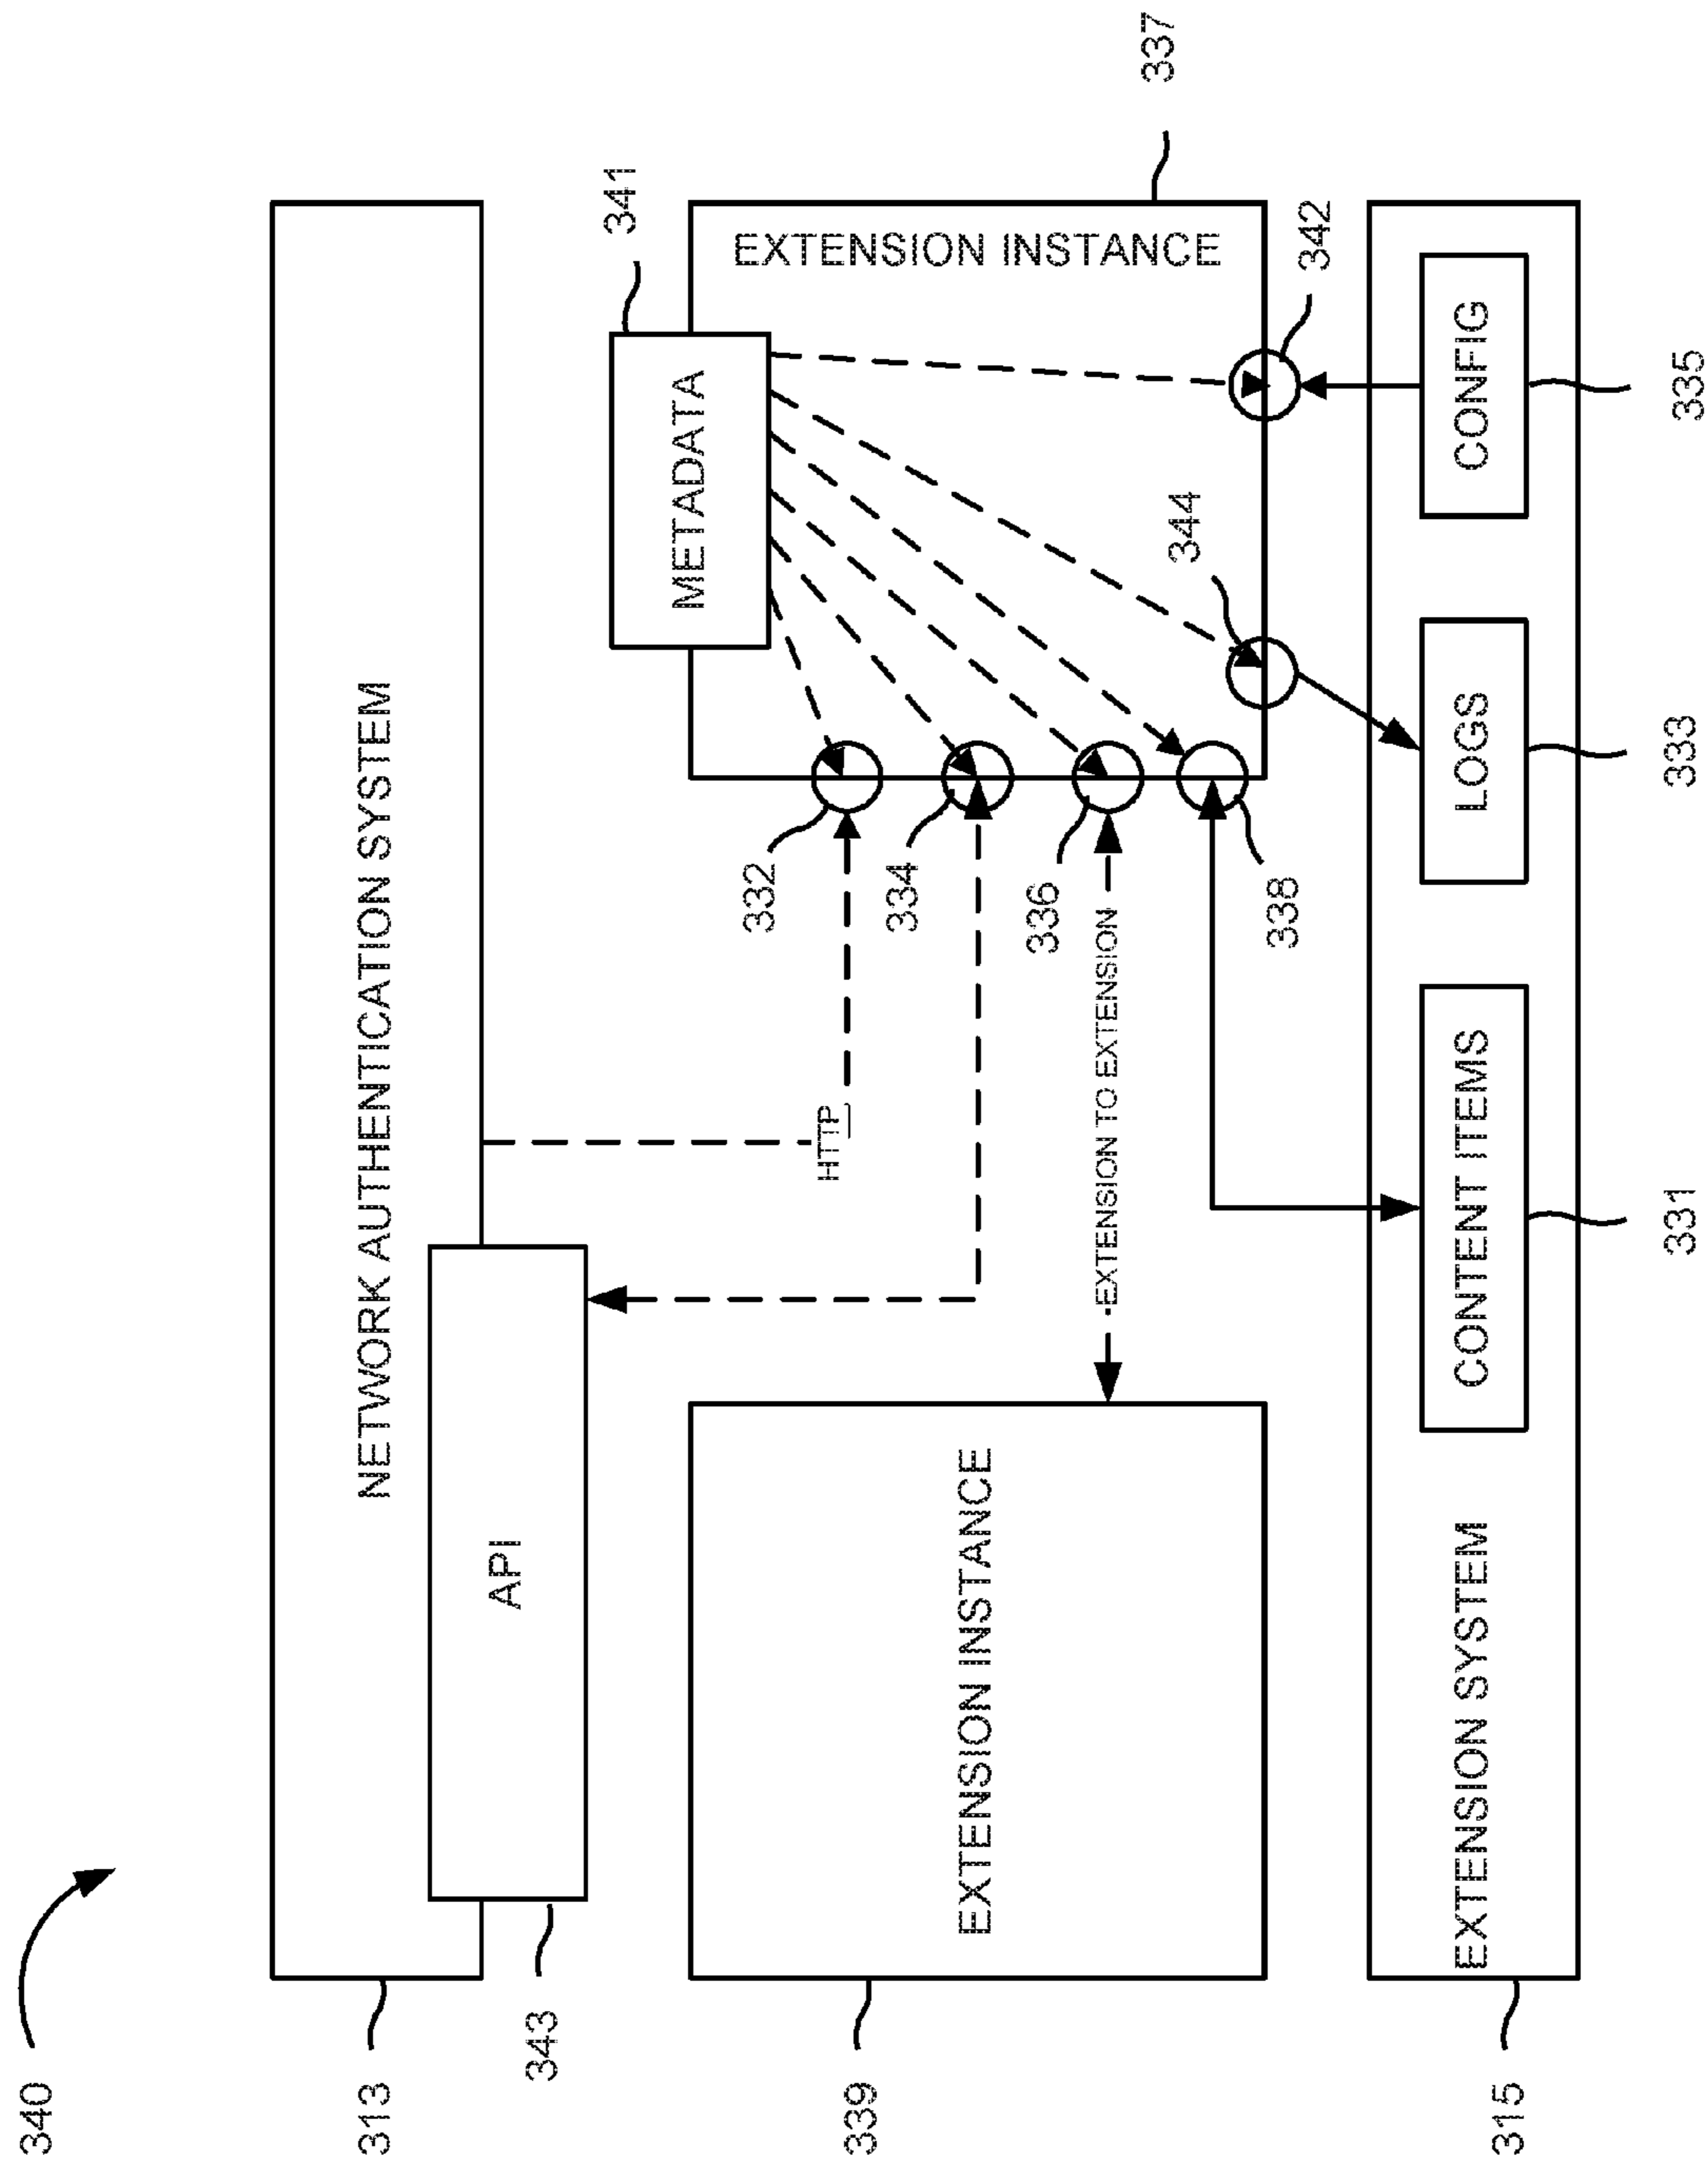 340
313
NETWORK AUTHENTICATION SYSTEM
343
API
341
METADATA
HTTP
332
334
336
338
339
EXTENSION INSTANCE
EXTENSION TO EXTENSION
EXTENSION INSTANCE
337
344
342
315
EXTENSION SYSTEM
CONTENT ITEMS
LOGS
CONFIG
331
333
335